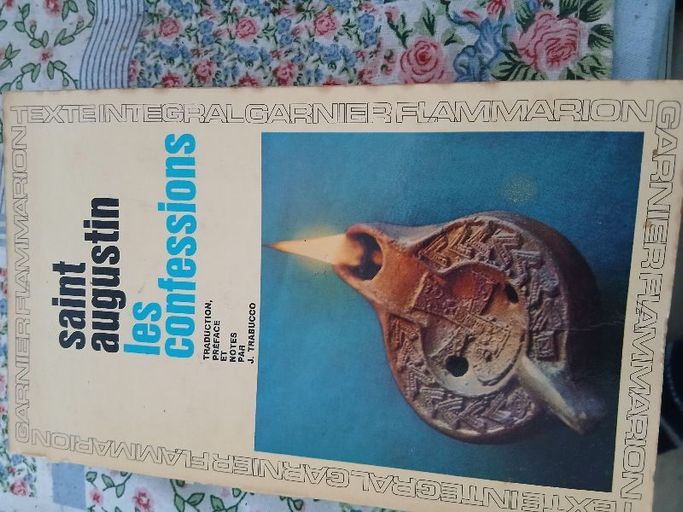 TEXTE INTEGRAL GARNIER FLAMMARION
GARNIER FLAMMARION
saint
augustin
les
confessions
TRADUCTION,
PRÉFACE
ET
NOTES
PAR
J. TRABUCCO
GARNIER FLAMMARION
TEXTE INTEGRAL GARNIER FLAMMARION